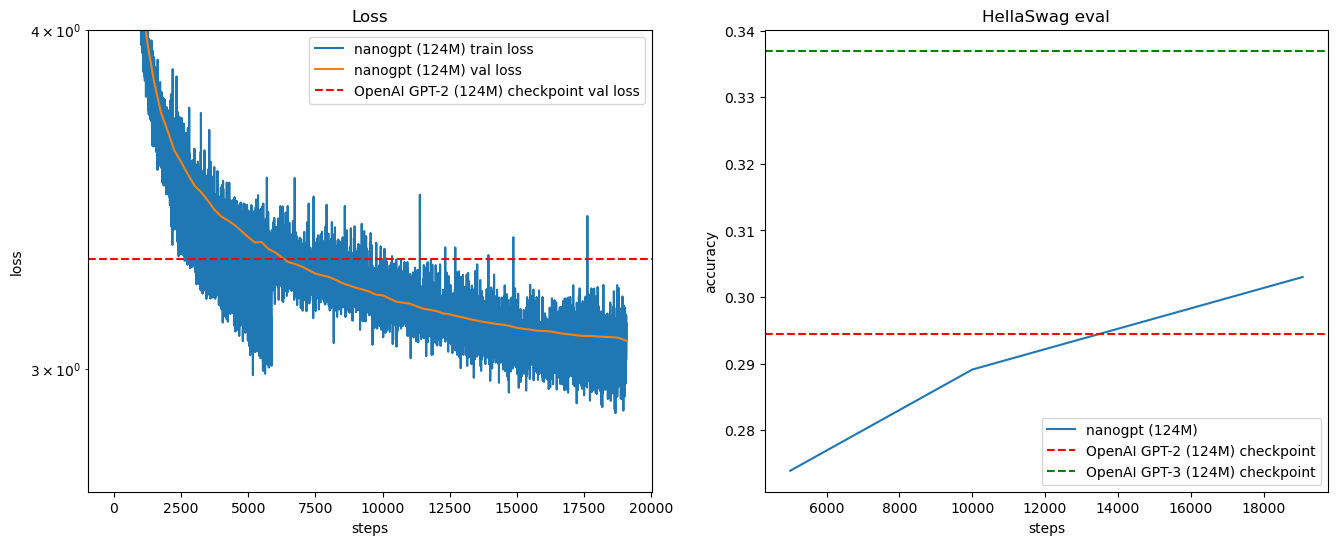 Loss
4 × 10⁰
3 × 10⁰
loss
nanogpt (124M) train loss
nanogpt (124M) val loss
OpenAI GPT-2 (124M) checkpoint val loss
0 2500 5000 7500 10000 12500 15000 17500 20000
steps
HellaSwag eval
0.34
0.33
0.32
0.31
0.30
0.29
0.28
accuracy
nanogpt (124M)
OpenAI GPT-2 (124M) checkpoint
OpenAI GPT-3 (124M) checkpoint
6000 8000 10000 12000 14000 16000 18000
steps